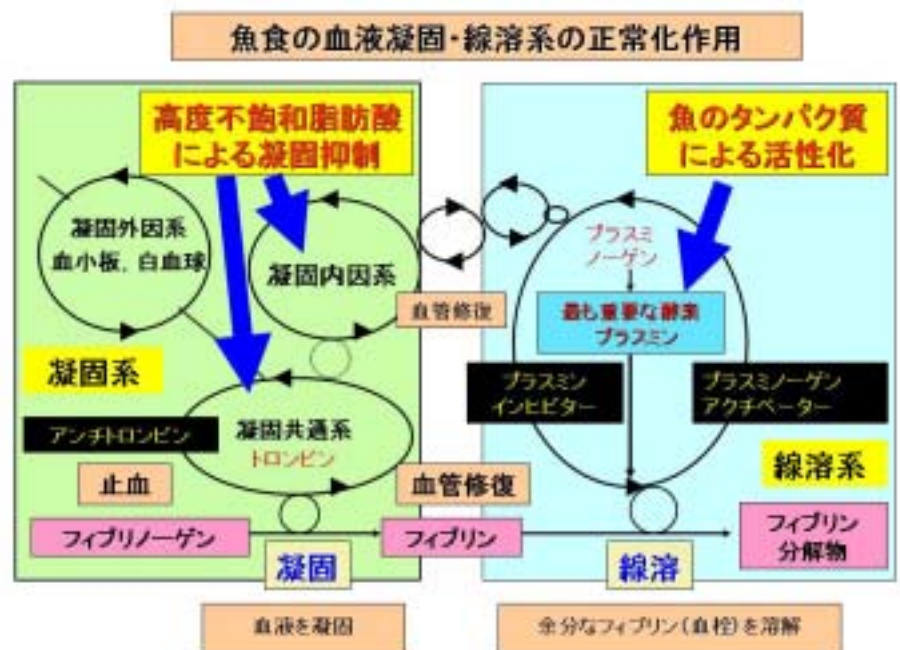 魚食の血液凝固・線溶系の正常化作用
高度不飽和脂肪酸
による凝固抑制
魚のタンパク質
による活性化
凝固外因系
血小板, 白血球
凝固内因系
プラスミ
ノーゲン
血管修復
最も重要な酵素
プラスミン
凝固系
プラスミン
インヒビター
プラスミノーゲン
アクチベーター
アンチトロンビン
凝固共通系
トロンビン
線溶系
止血
血管修復
フィブリノーゲン
フィブリン
フィブリン
分解物
凝固
線溶
血液を凝固
余分なフィブリン(血栓)を溶解